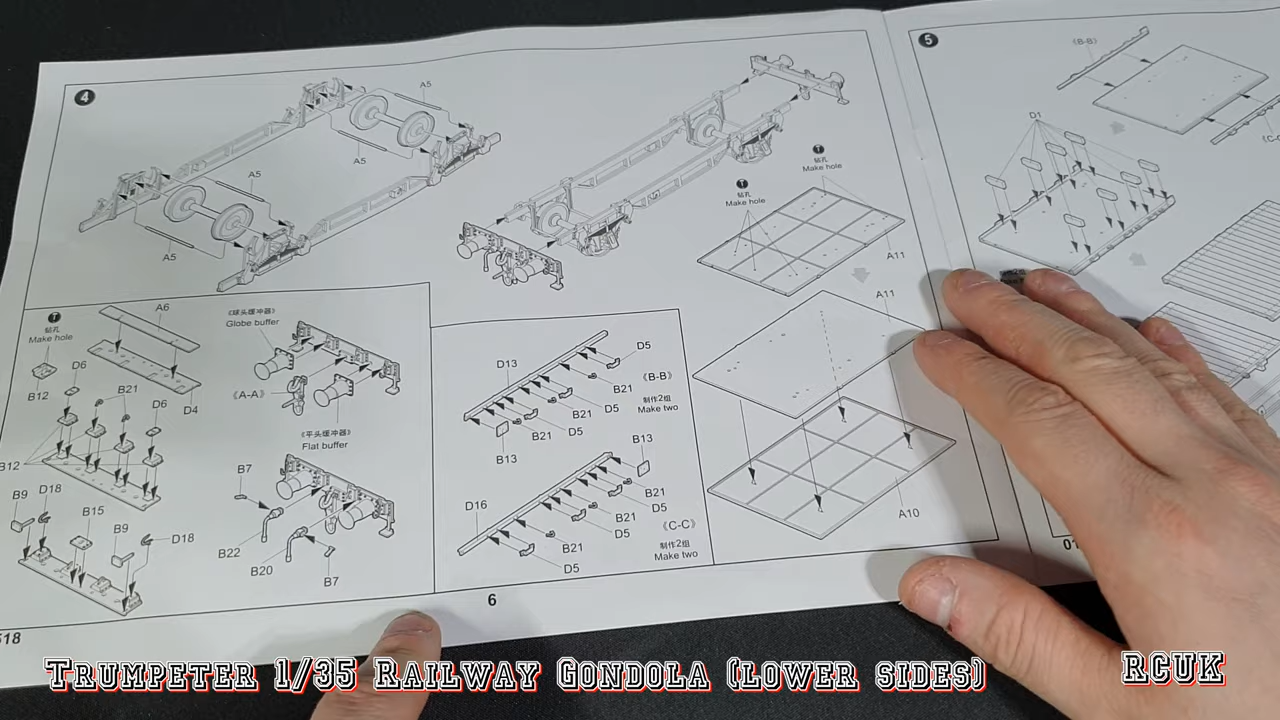 4
A5
A5
A5
A5
T
钻孔
Make hole
T
钻孔
Make hole
A11
A11
A10
T
钻孔
Make hole
B12
D6
A6
D4
B21
D6
B12
B9
D18
B15
B9
D18
《球头缓冲器》
Globe buffer
《A-A》
《平头缓冲器》
Flat buffer
B7
B22
B20
B7
D13
D5
B21
《B-B》
D5
制作2组
Make two
B21
D5
B13
B13
D16
B21
D5
《C-C》
B21
D5
制作2组
Make two
B21
D5
6
5
《B-B》
D1
TRUMPETER 1/35 RAILWAY GONDOLA (LOWER SIDES)
RCUK